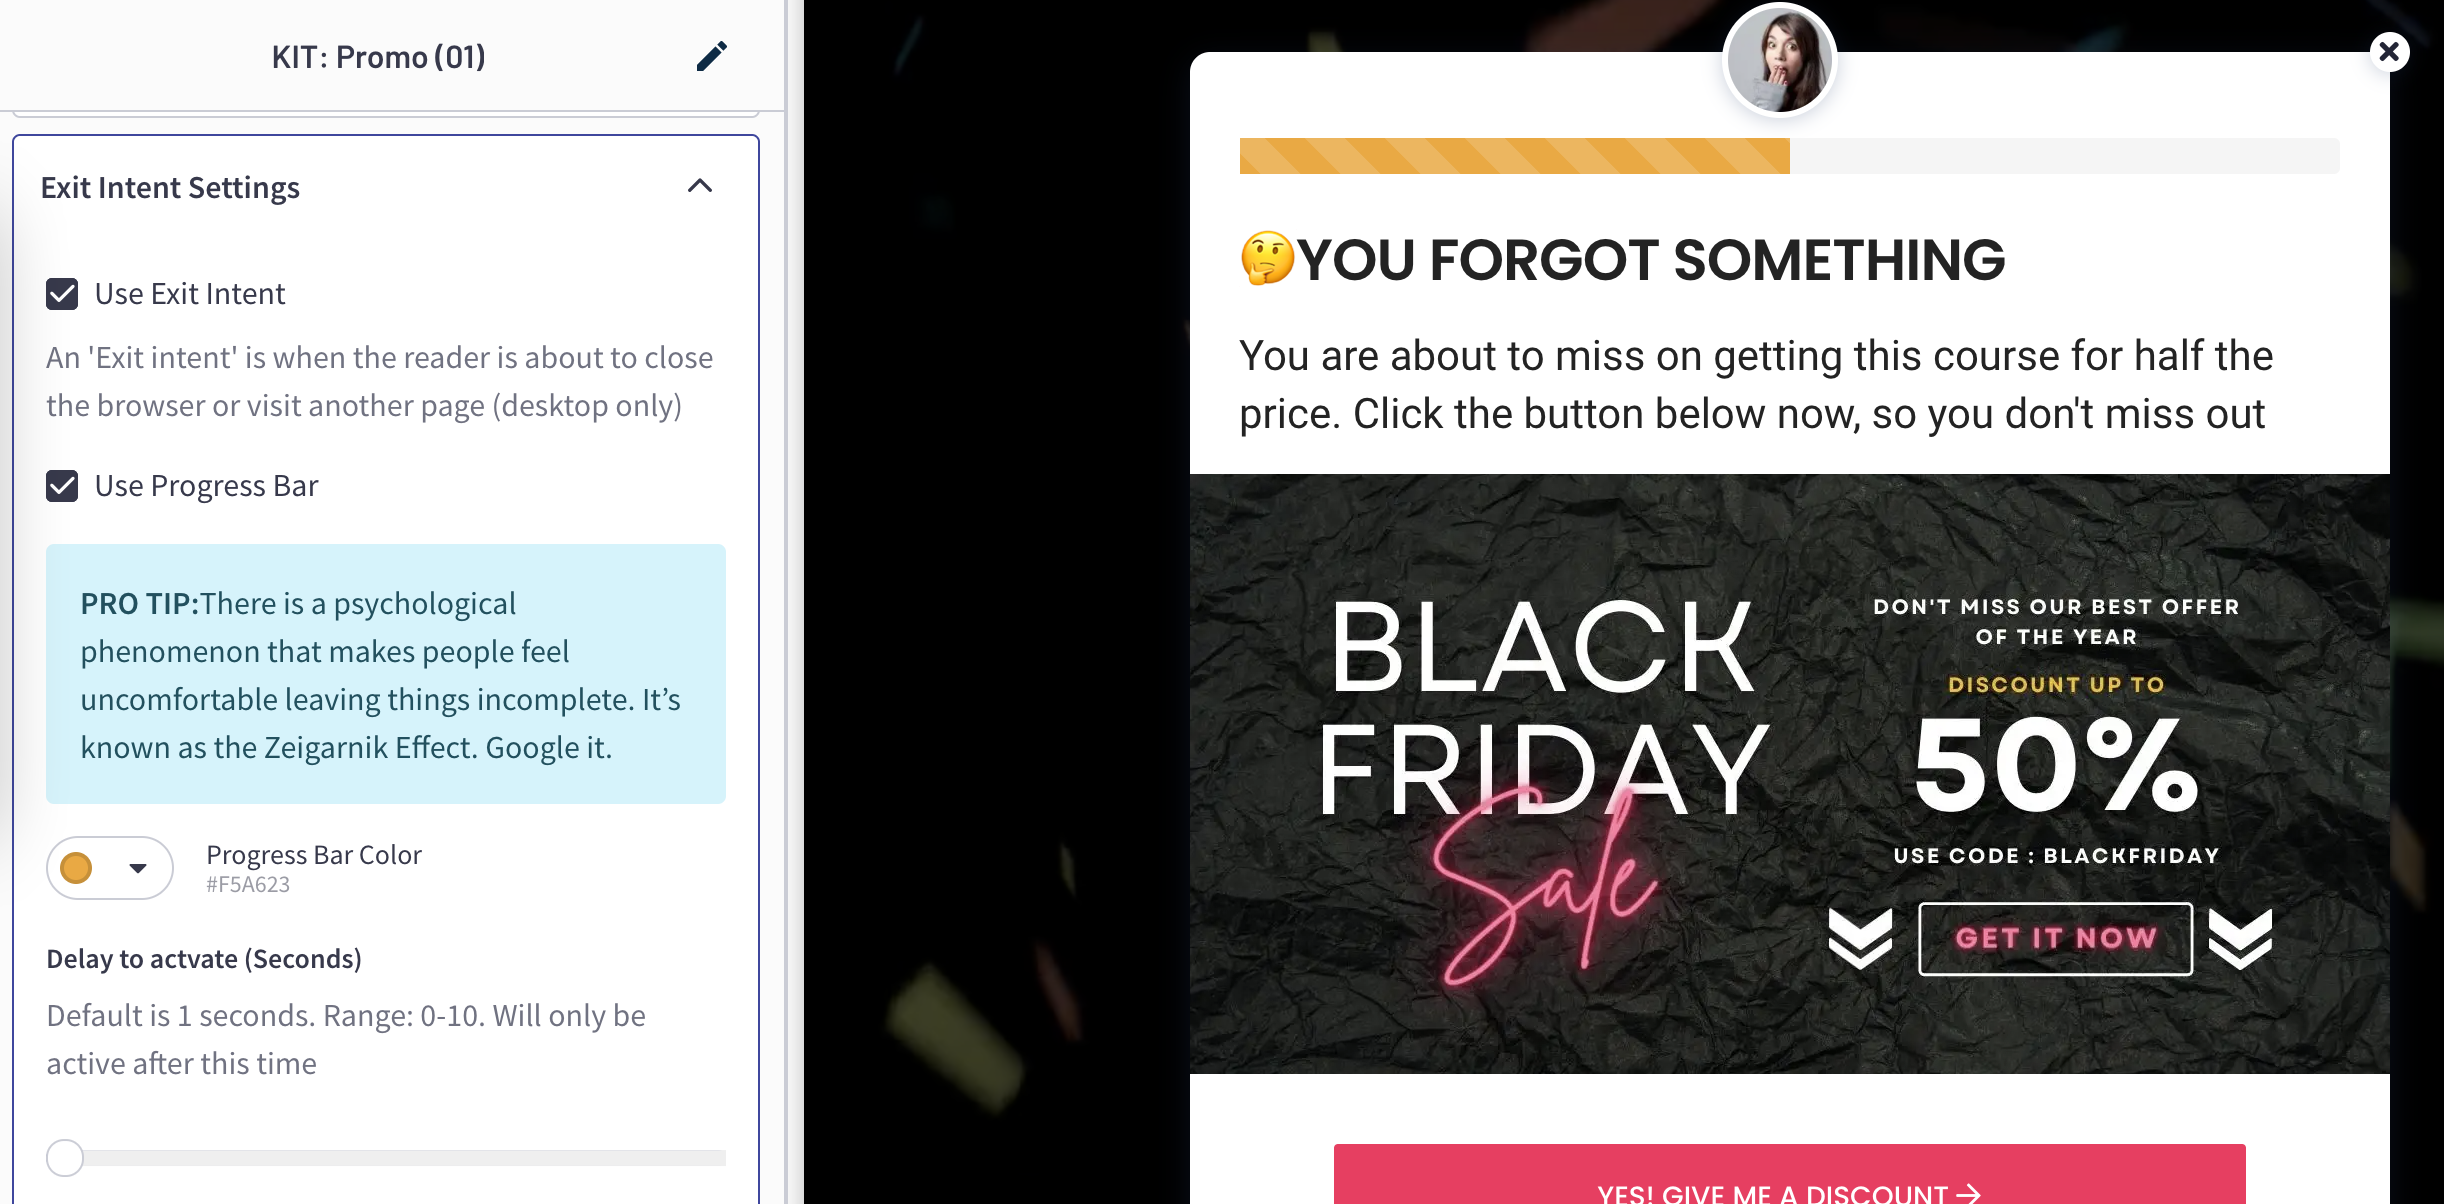 KIT: Promo (01)
Exit Intent Settings
Use Exit Intent
An 'Exit intent' is when the reader is about to close
the browser or visit another page (desktop only)
Use Progress Bar
PRO TIP:There is a psychological
phenomenon that makes people feel
uncomfortable leaving things incomplete. It’s
known as the Zeigarnik Effect. Google it.
Progress Bar Color
#F5A623
Delay to actvate (Seconds)
Default is 1 seconds. Range: 0-10. Will only be
active after this time
🤔YOU FORGOT SOMETHING
You are about to miss on getting this course for half the
price. Click the button below now, so you don't miss out
BLACK
FRIDAY
Sale
DON'T MISS OUR BEST OFFER
OF THE YEAR
DISCOUNT UP TO
50%
USE CODE : BLACKFRIDAY
GET IT NOW
YES! GIVE ME A DISCOUNT→